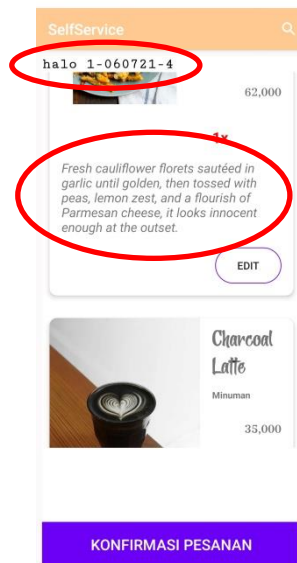 SelfService
halo 1-060721-4
62,000
1x
Fresh cauliflower florets sautéed in
garlic until golden, then tossed with
peas, lemon zest, and a flourish of
Parmesan cheese, it looks innocent
enough at the outset.
EDIT
Charcoal
Latte
Minuman
35,000
KONFIRMASI PESANAN